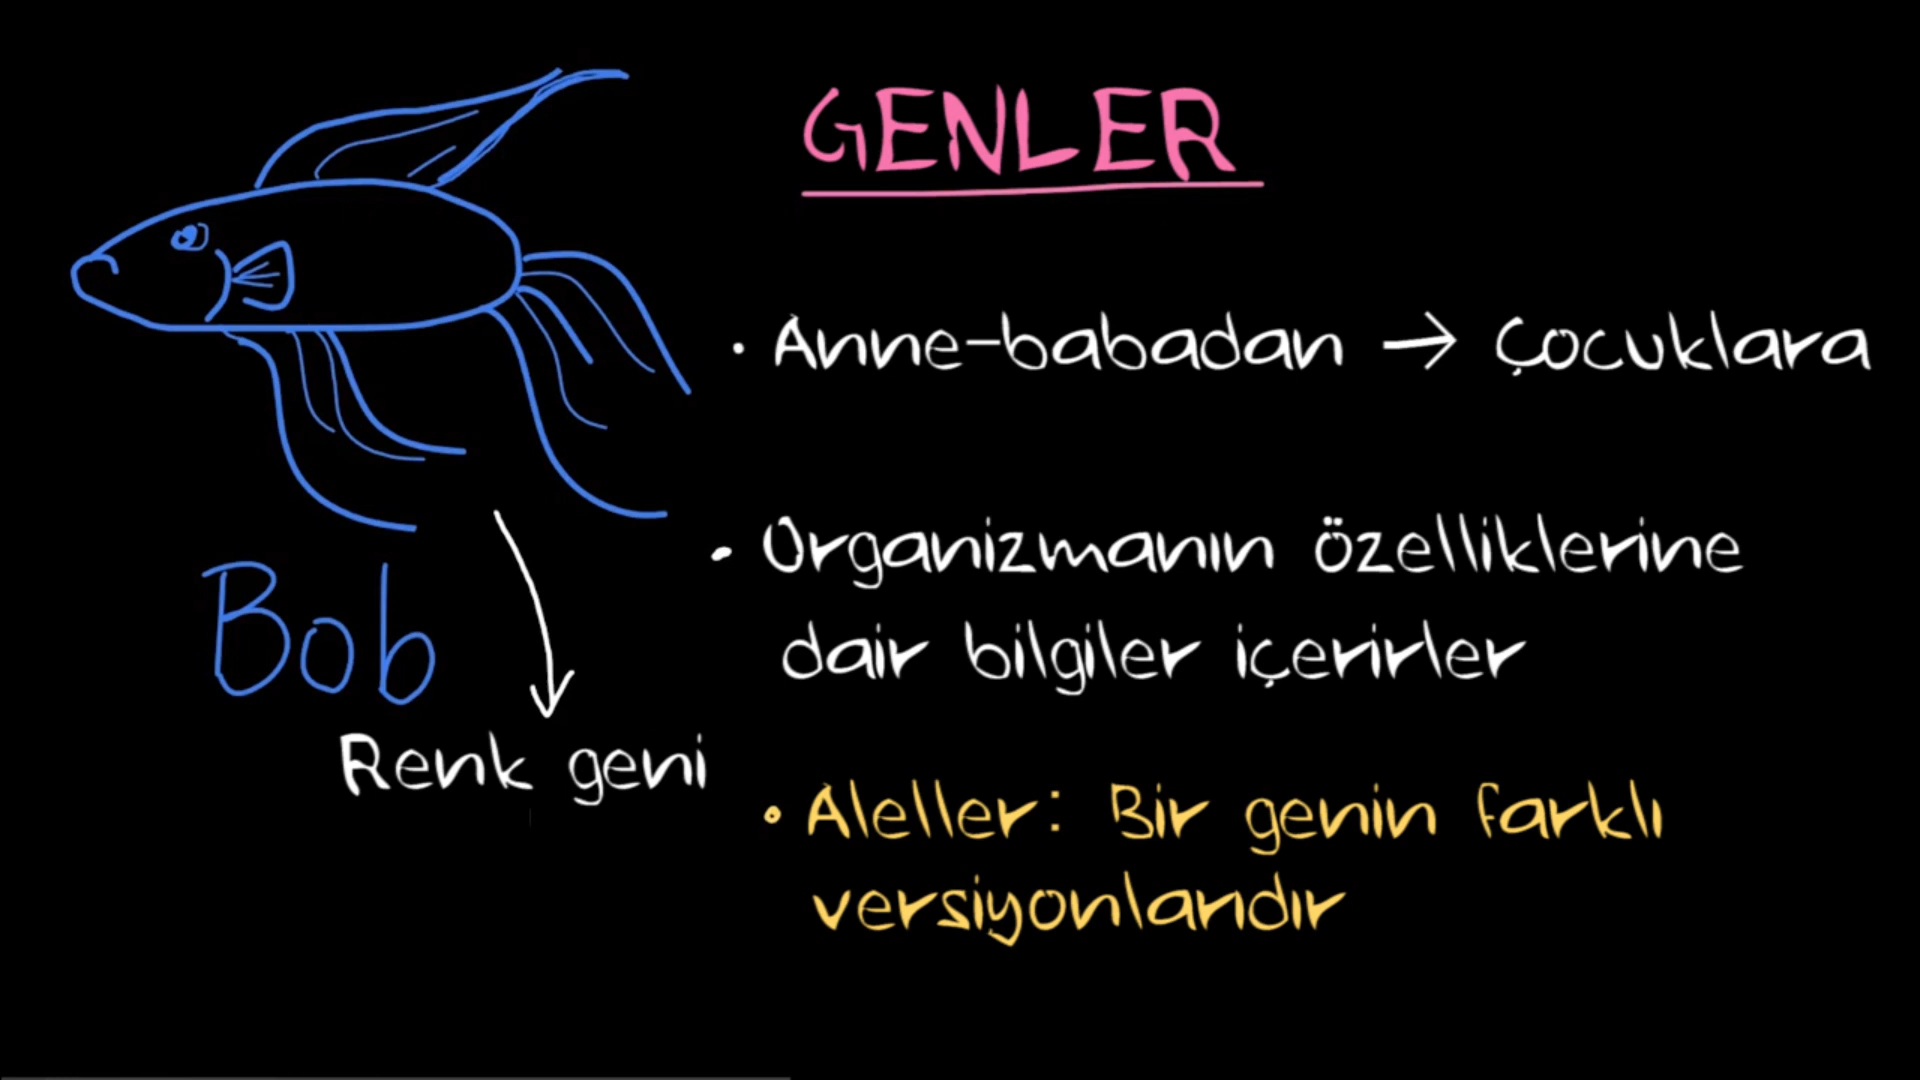 GENLER
• Anne-babadan → Çocuklara
• Organizmanın özelliklerine
dair bilgiler içerirler
Bob
Renk geni
• Aleller: Bir genin farklı
versiyonlarıdır